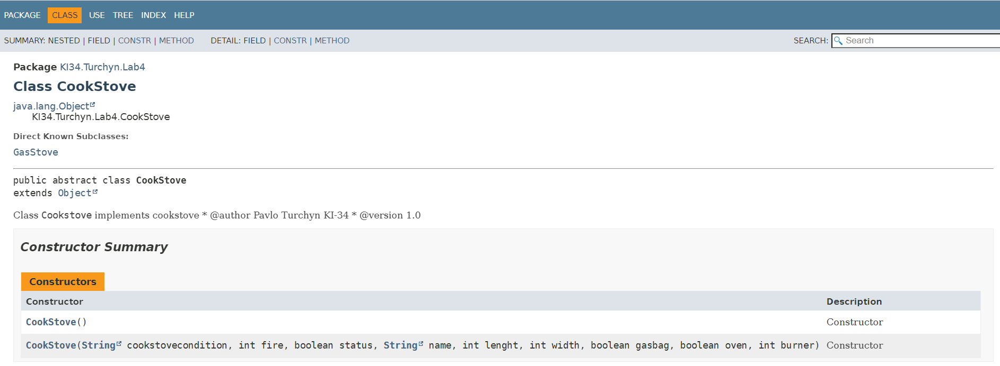 PACKAGE CLASS USE TREE INDEX HELP
SUMMARY: NESTED | FIELD | CONSTR | METHOD DETAIL: FIELD | CONSTR | METHOD SEARCH: Search
Package KI34.Turchyn.Lab4
Class CookStove
java.lang.Object
KI34.Turchyn.Lab4.CookStove
Direct Known Subclasses:
GasStove
public abstract class CookStove
extends Object
Class Cookstove implements cookstove * @author Pavlo Turchyn KI-34 * @version 1.0
Constructor Summary
Constructors
Constructor Description
CookStove() Constructor
CookStove(String cookstovecondition, int fire, boolean status, String name, int lenght, int width, boolean gasbag, boolean oven, int burner) Constructor